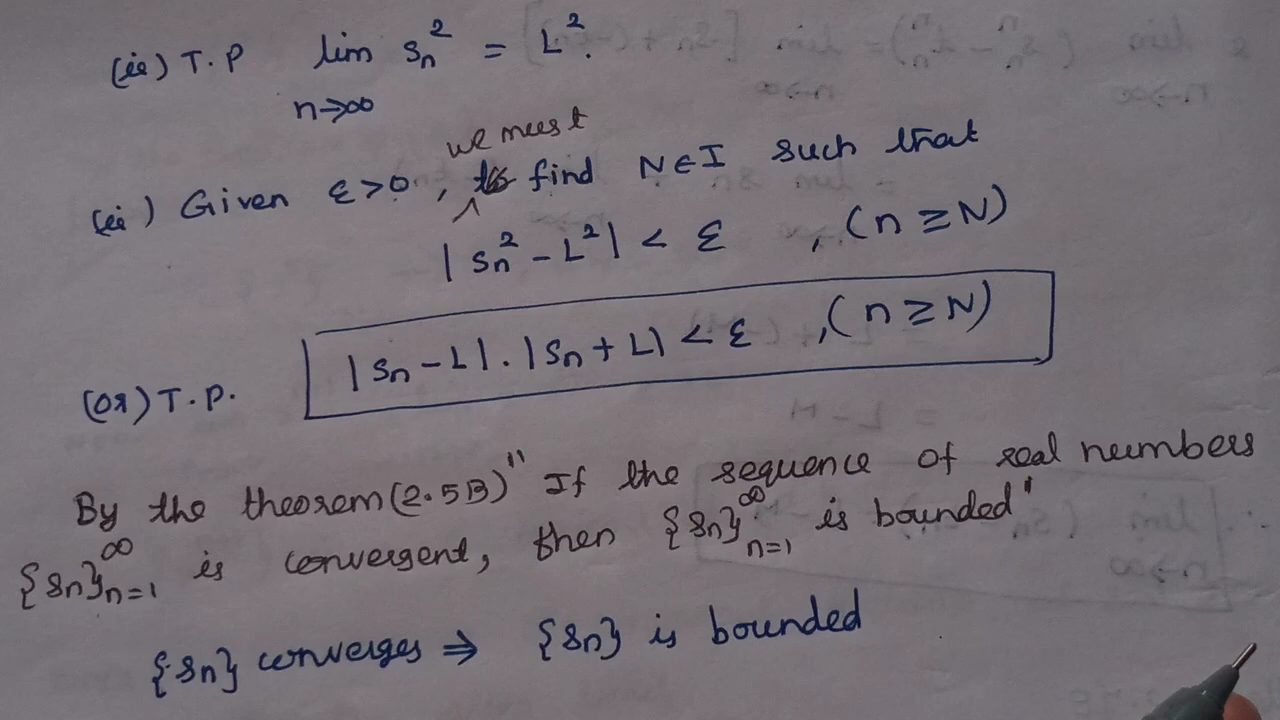 (ii) T.P lim sn² = L².
n→∞
we must
(ii) Given ε>0, find N∈I such that
|sn² - L²| < ε , (n ≥ N)
(or) T.P. |sn - L| . |sn + L| < ε , (n ≥ N)
By the theorem (2.5B) " If the sequence of real numbers
{sn}∞n=1 is convergent, then {sn}∞n=1 is bounded"
{sn} converges ⇒ {sn} is bounded